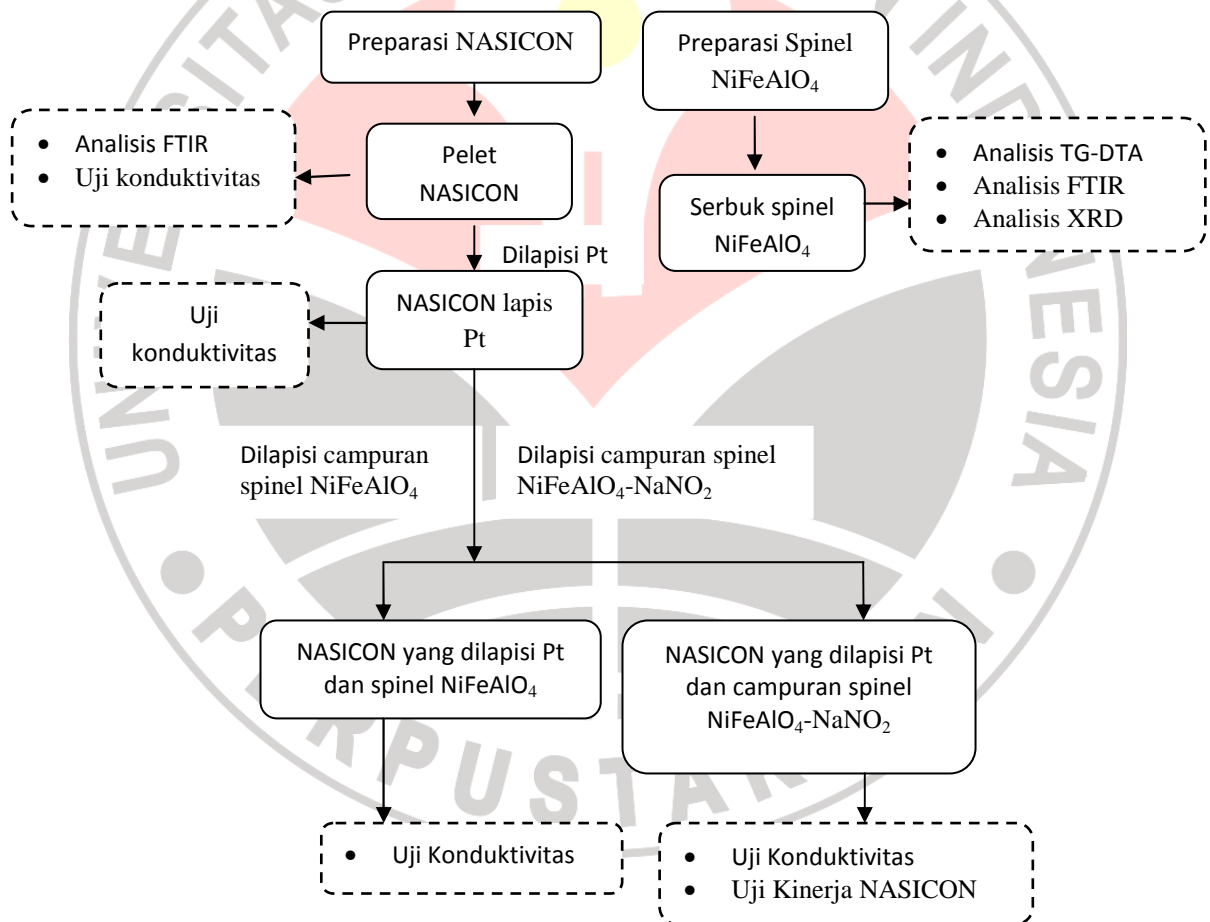 Preparasi NASICON
Preparasi Spinel
NiFeAlO₄
• Analisis FTIR
• Uji konduktivitas
Pelet
NASICON
Serbuk spinel
NiFeAlO₄
• Analisis TG-DTA
• Analisis FTIR
• Analisis XRD
Dilapisi Pt
NASICON lapis
Pt
Uji
konduktivitas
Dilapisi campuran
spinel NiFeAlO₄
Dilapisi campuran spinel
NiFeAlO₄-NaNO₂
NASICON yang dilapisi Pt
dan spinel NiFeAlO₄
NASICON yang dilapisi Pt
dan campuran spinel
NiFeAlO₄-NaNO₂
• Uji Konduktivitas
• Uji Konduktivitas
• Uji Kinerja NASICON